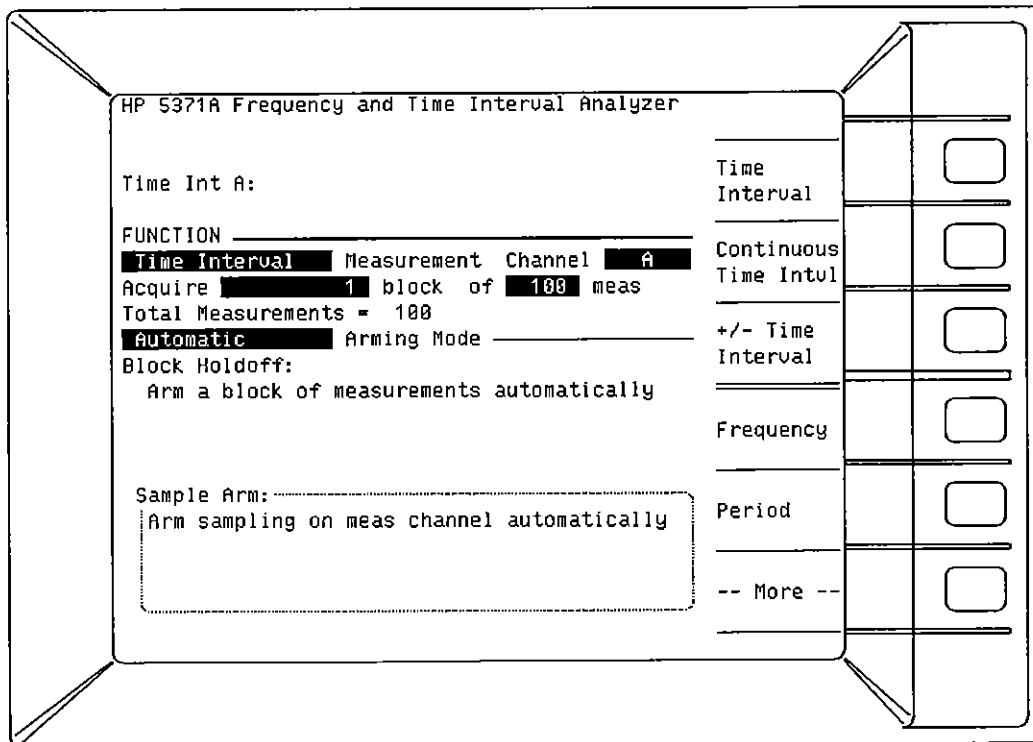 HP 5371A Frequency and Time Interval Analyzer
Time Int A:
FUNCTION
Time Interval Measurement Channel A
Acquire 1 block of 100 meas
Total Measurements = 100
Automatic Arming Mode
Block Holdoff:
Arm a block of measurements automatically
Sample Arm:
Arm sampling on meas channel automatically
Time
Interval
Continuous
Time Intvl
+/- Time
Interval
Frequency
Period
-- More --